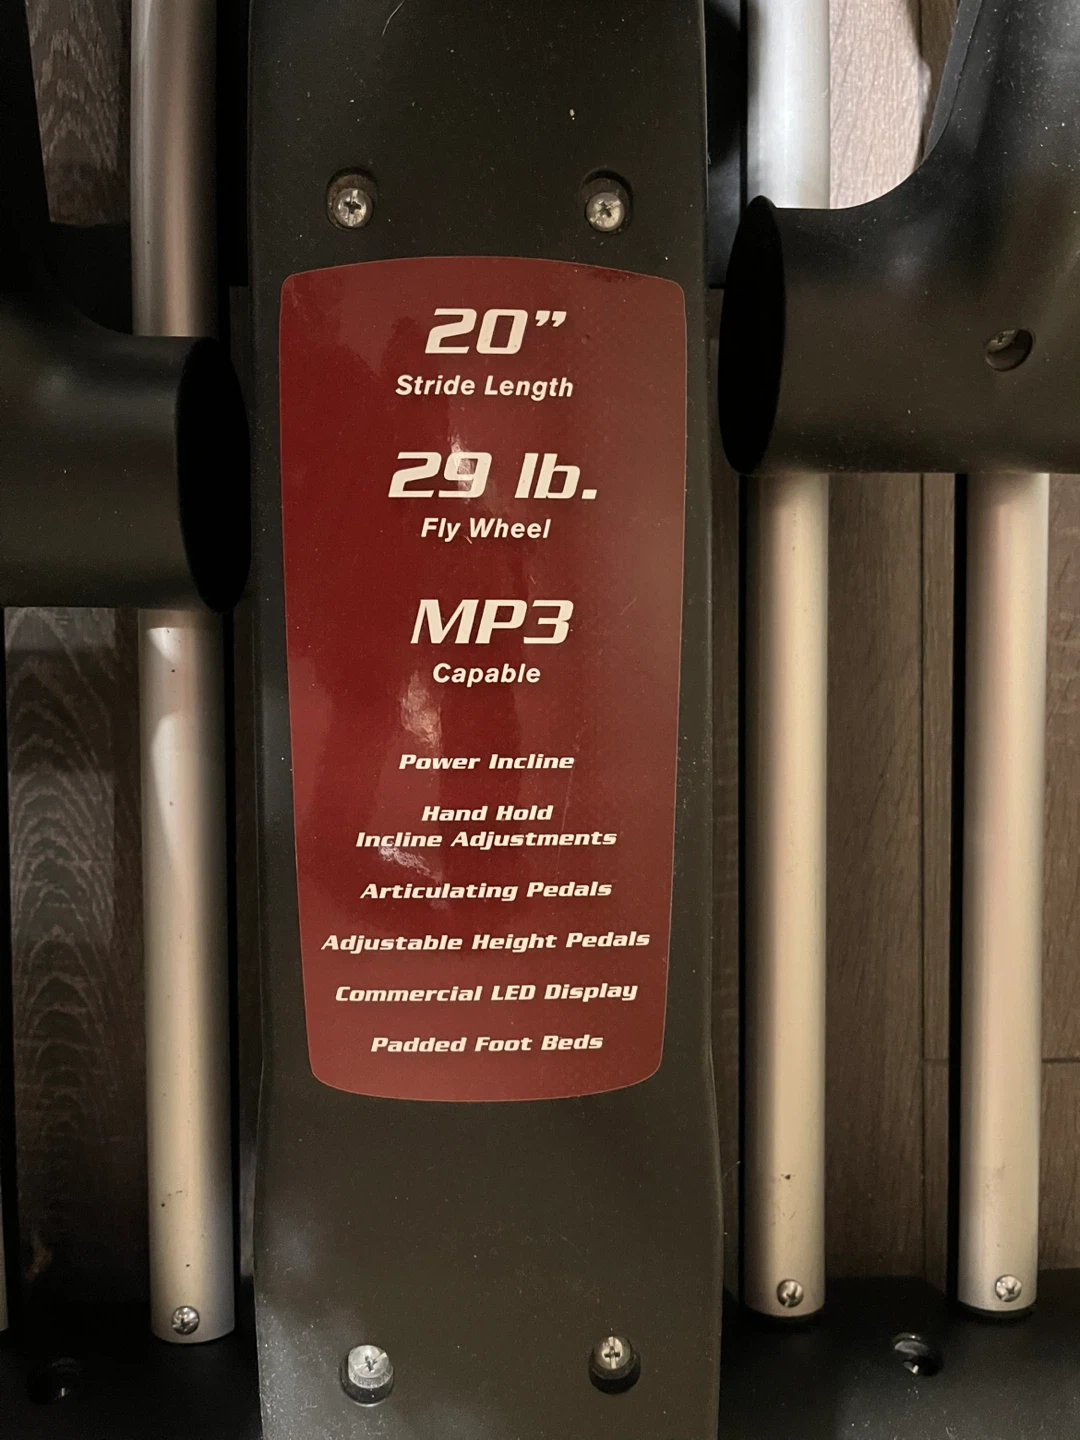 20”
Stride Length
29 lb.
Fly Wheel
MP3
Capable
Power Incline
Hand Hold
Incline Adjustments
Articulating Pedals
Adjustable Height Pedals
Commercial LED Display
Padded Foot Beds